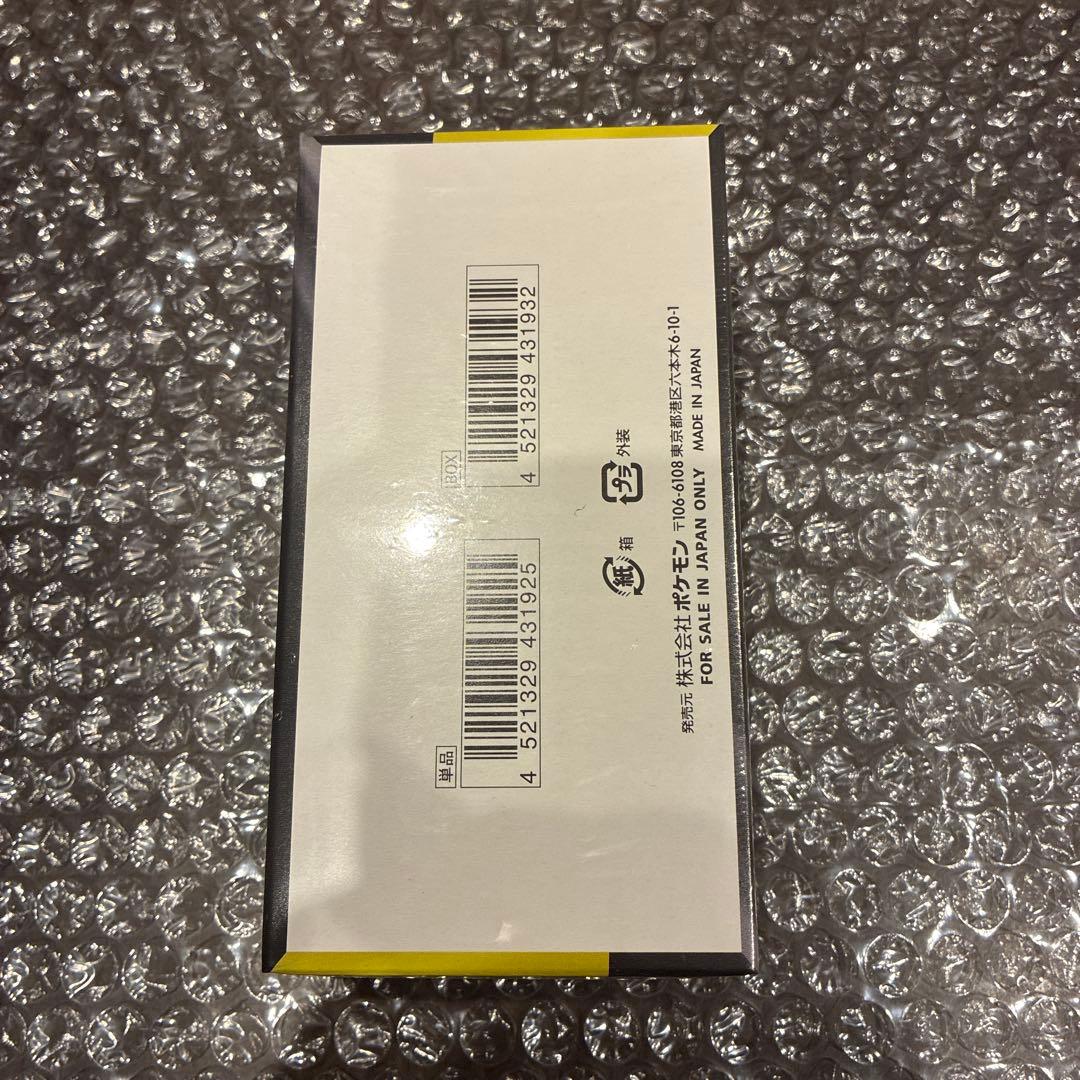 単品
4 521329 431925
BOX
4 521329 431932
紙 箱
プラ 外装
発売元 株式会社ポケモン 〒106-6108 東京都港区六本木6-10-1
FOR SALE IN JAPAN ONLY MADE IN JAPAN